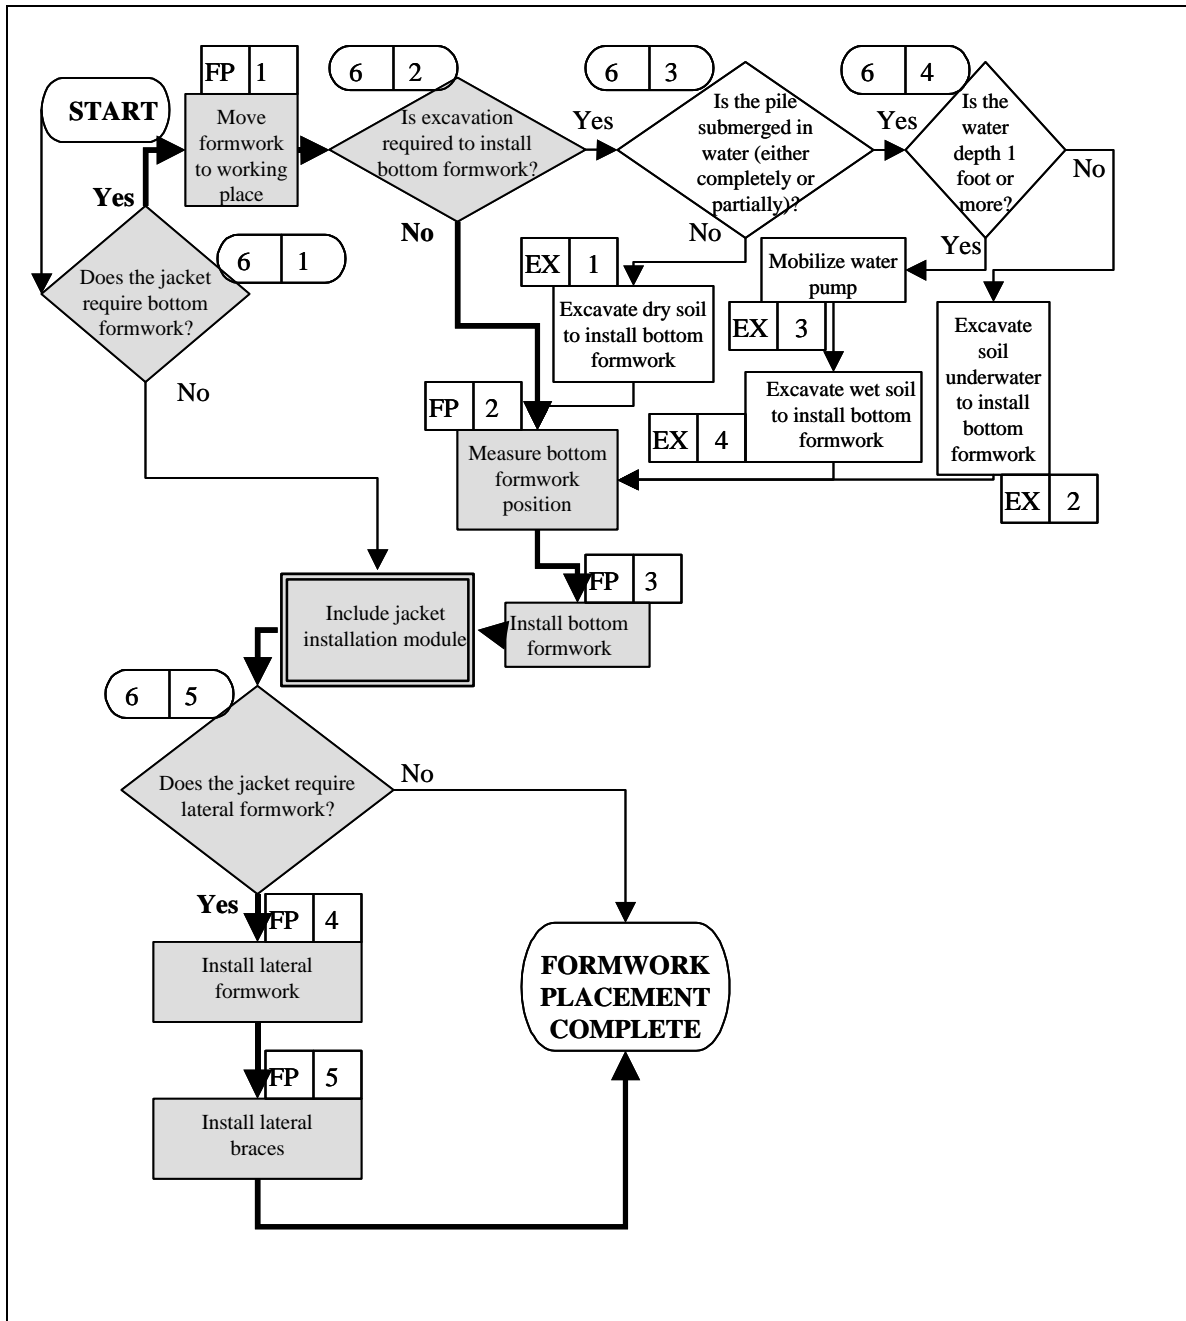 START
FP 1
Move
formwork
to working
place
6 2
Is excavation
required to install
bottom formwork?
Yes
6 3
Is the pile
submerged in
water (either
completely or
partially)?
Yes
6 4
Is the
water
depth 1
foot or
more?
No
Yes
6 1
Does the jacket
require bottom
formwork?
No
No
No
Yes
EX 1
Excavate dry soil
to install bottom
formwork
Mobilize water
pump
EX 3
Excavate wet soil
to install bottom
formwork
EX 4
Excavate
soil
underwater
to install
bottom
formwork
EX 2
FP 2
Measure bottom
formwork
position
FP 3
Install bottom
formwork
Include jacket
installation module
6 5
Does the jacket require
lateral formwork?
No
Yes
FP 4
Install lateral
formwork
FP 5
Install lateral
braces
FORMWORK
PLACEMENT
COMPLETE